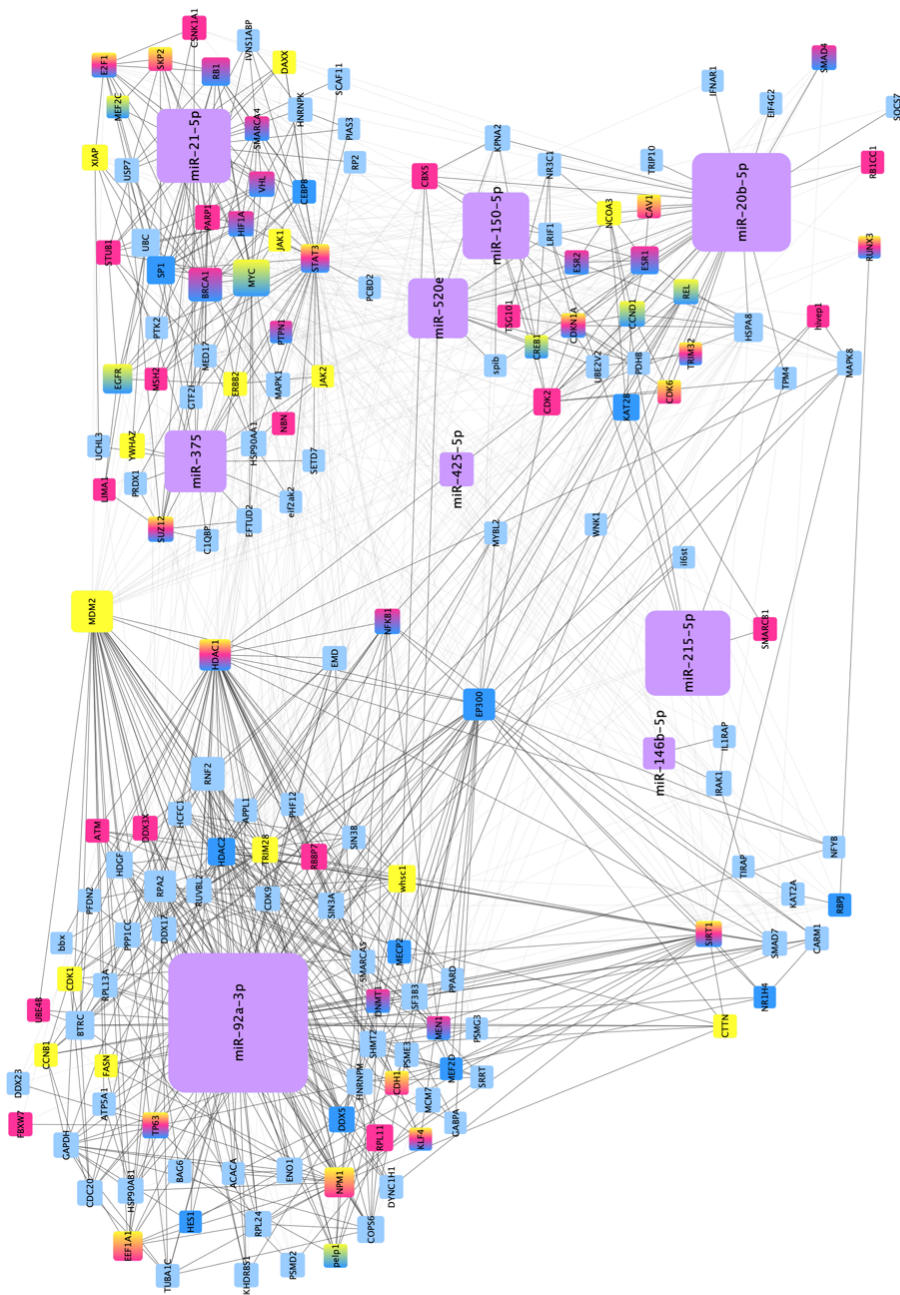 CSNK1A1
E2F1
SKP2
IVNS1ABP
RB1
DAXX
SCAF11
MEF2C
HNRNPK
SMARCA4
PIAS3
miR-21-5p
XIAP
USP7
RP2
VHL
CEBPB
PARP1
HIF1A
STUB1
UBC
JAK1
STAT3
SP1
BRCA1
MYC
PCBD2
PTK2
PTPN1
MED17
EGFR
MSH2
GTF2I
ERBB2
MAPK1
JAK2
NBN
UCHL3
YWHAZ
HSP90AA1
miR-375
SETD7
LIMA1
PRDX1
eif2ak2
SUZ12
C1QBP
EFTUD2
SMAD4
IFNAR1
EIF4G2
SOCS7
KPNA2
TRIP10
RB1CC1
CBX5
NR3C1
miR-150-5p
NCOA3
CAV1
miR-20b-5p
LRIF1
ESR2
ESR1
RUNX3
miR-520e
REL
TSG101
CDKN1A
CCND1
HSPA8
hivep1
CREB1
spib
UBE2V2
PDHB
TRIM32
MAPK8
TPM4
CDK2
KAT2B
CDK6
miR-425-5p
MYBL2
WNK1
il6st
MDM2
HDAC1
NFKB1
EMD
SMARCB1
miR-215-5p
EP300
miR-146b-5p
IL1RAP
IRAK1
RNF2
HCFC1
APPL1
PHF12
ATM
DDX3X
SIN3B
HDAC2
TRIM28
RBBP7
HDGF
whsc1
RPA2
RUVBL2
CDK9
SIN3A
PFDN2
PPP1CC
DDX17
bbx
NFYB
TIRAP
KAT2A
RBPJ
SIRT1
SMAD7
CARM1
MECP2
SMARCA5
CDK1
RPL13A
PPARD
DNMT1
SF3B3
NR1H4
UBE4B
BTRC
CTTN
miR-92a-3p
MEN1
PSMG3
SHMT2
PSME3
CCNB1
FASN
MEF2D
SRRT
HNRNPM
CDH1
DDX23
ATP5A1
MCM7
GABPA
FBXW7
TP63
DDX5
GAPDH
RPL11
KLF4
BAG6
ACACA
ENO1
NPM1
DYNC1H1
CDC20
HSP90AB1
HES1
RPL24
COPS6
EEF1A1
pelp1
PSMD2
TUBA1C
KHDRBS1